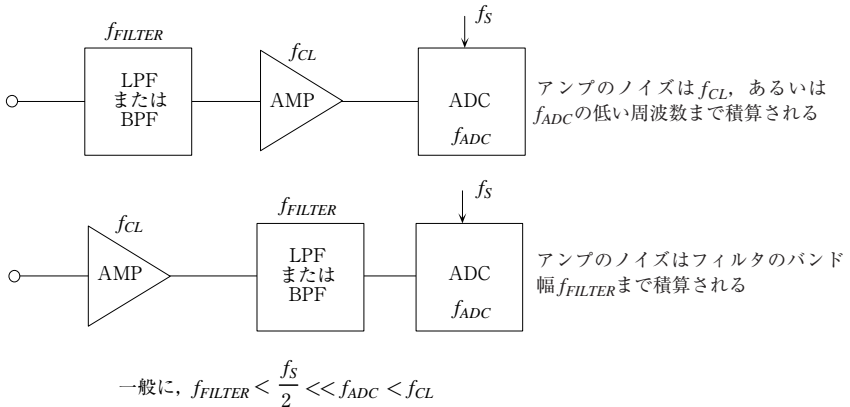 f_FILTER
LPF
または
BPF
f_CL
AMP
f_S
ADC
f_ADC
アンプのノイズはf_CL，あるいは
f_ADCの低い周波数まで積算される
f_CL
AMP
f_FILTER
LPF
または
BPF
f_S
ADC
f_ADC
アンプのノイズはフィルタのバンド
幅f_FILTERまで積算される
一般に，f_FILTER < f_S/2 << f_ADC < f_CL